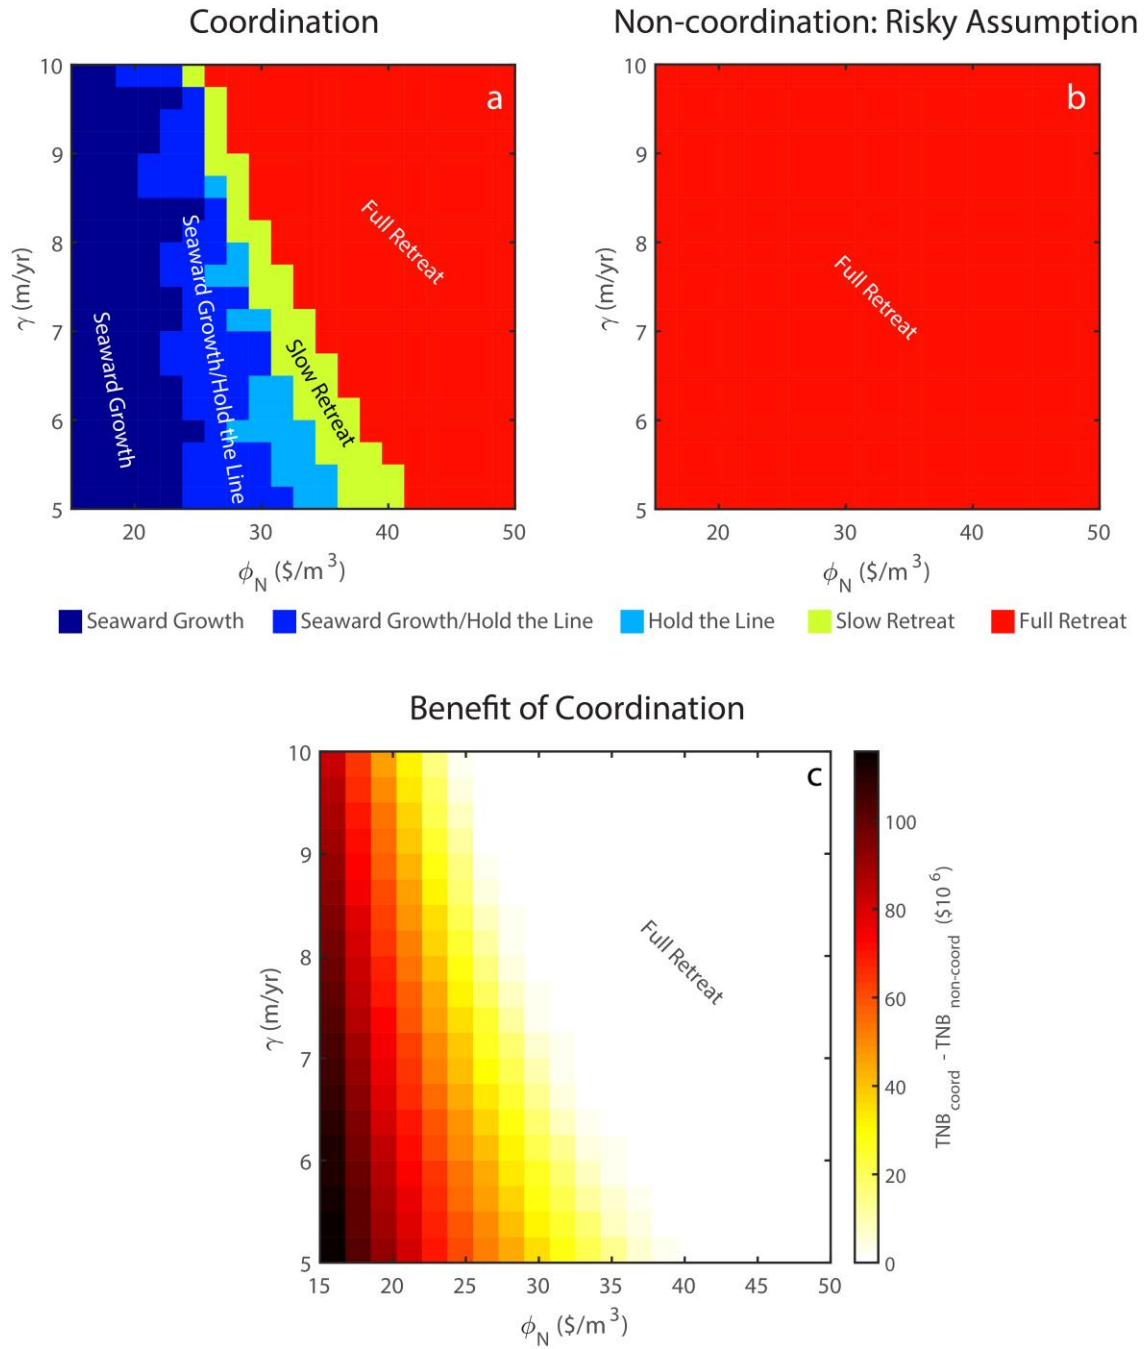 Coordination
Non-coordination: Risky Assumption
10
9
8
7
6
5
γ (m/yr)
a
Seaward Growth
Seaward Growth/Hold the Line
Slow Retreat
Full Retreat
20 30 40 50
ϕN ($/m³)
10
9
8
7
6
5
γ (m/yr)
b
Full Retreat
20 30 40 50
ϕN ($/m³)
Seaward Growth Seaward Growth/Hold the Line Hold the Line Slow Retreat Full Retreat
Benefit of Coordination
10
9
8
7
6
5
γ (m/yr)
c
Full Retreat
15 20 25 30 35 40 45 50
ϕN ($/m³)
100
80
60
40
20
0
TNBcoord - TNBnon-coord ($10⁶)